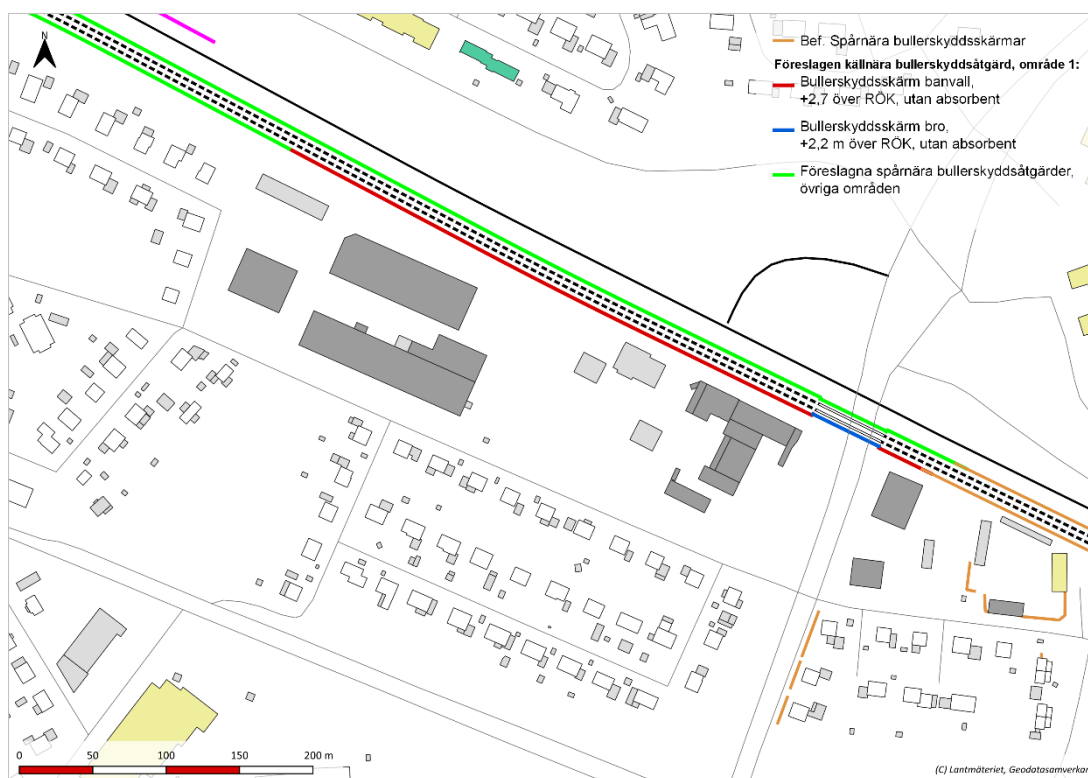 N
Bef. Spårnära bullerskyddsskärmar
Föreslagen källnära bullerskyddsåtgärd, område 1:
Bullerskyddsskärm banvall,
+2,7 över RÖK, utan absorbent
Bullerskyddsskärm bro,
+2,2 m över RÖK, utan absorbent
Föreslagna spårnära bullerskyddsåtgärder,
övriga områden
0 50 100 150 200 m
(C) Lantmäteriet, Geodatasamverkan